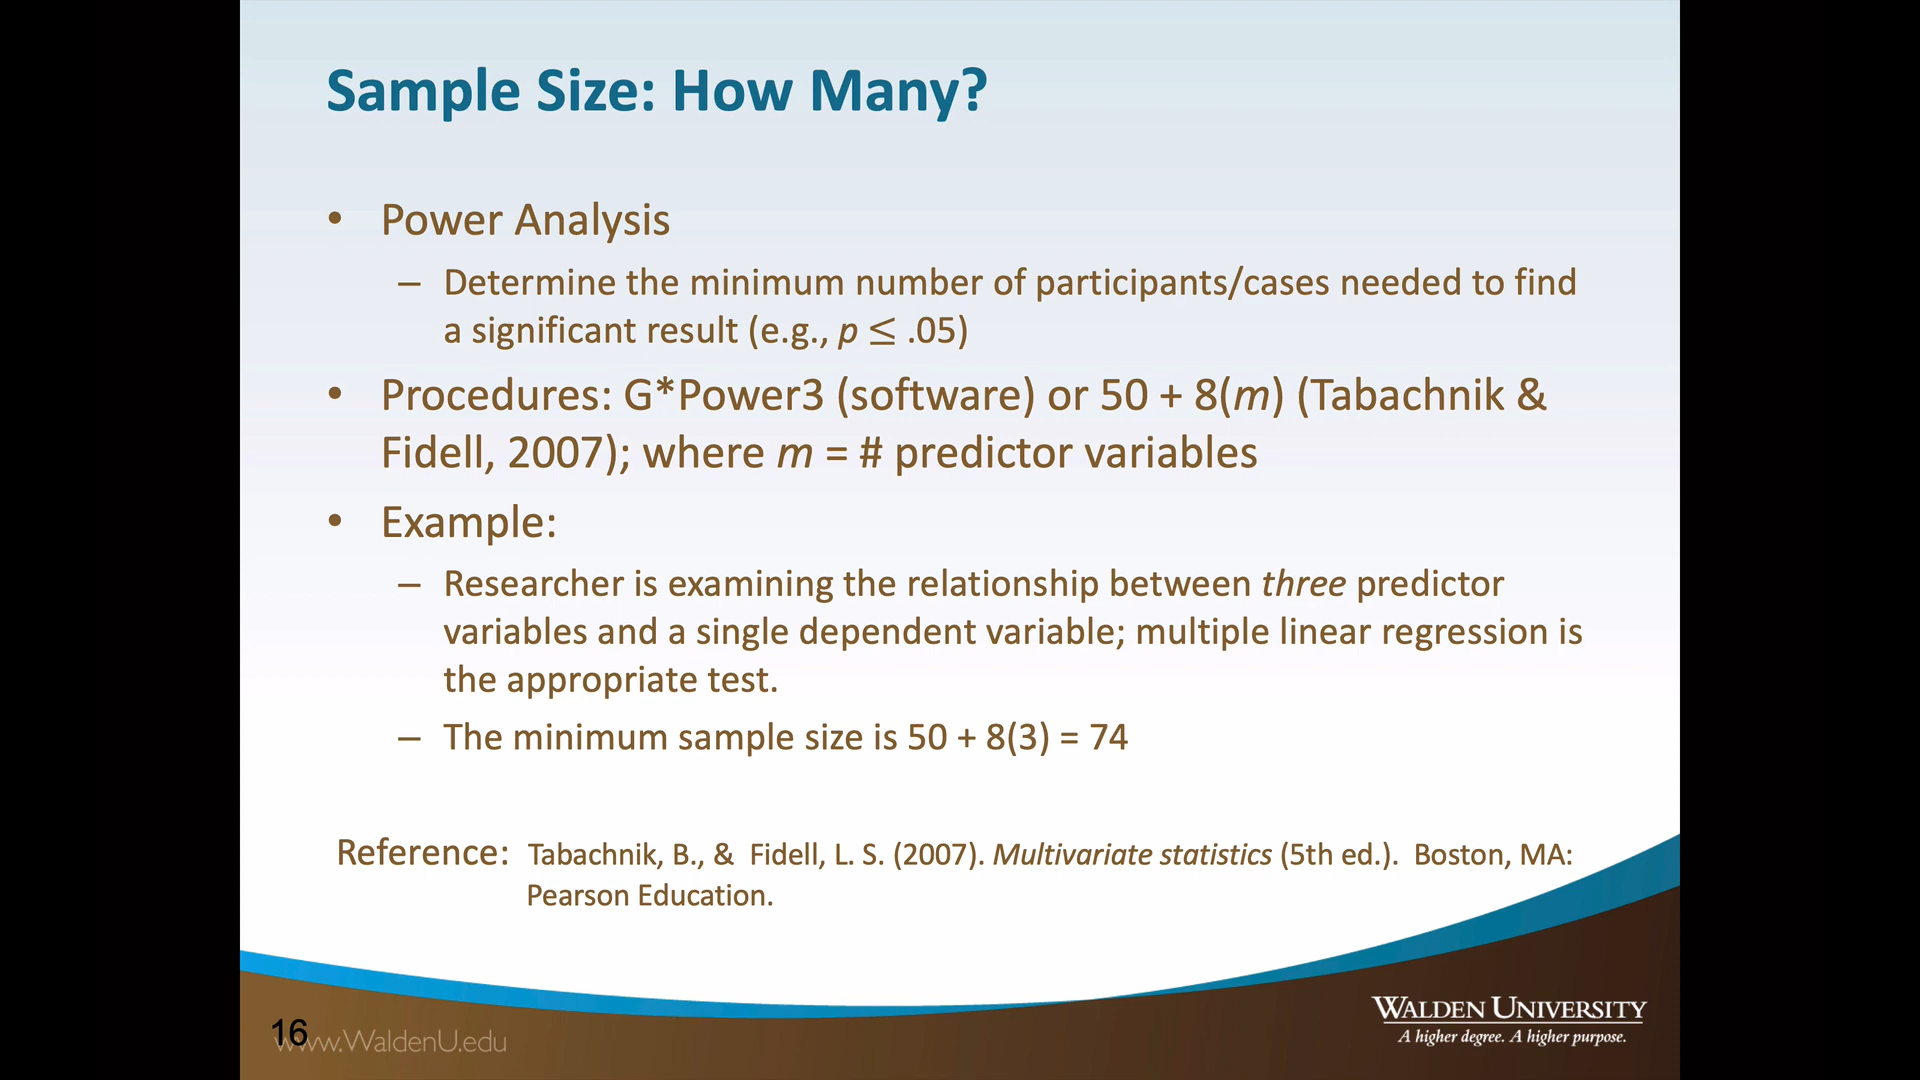 Sample Size: How Many?
• Power Analysis
– Determine the minimum number of participants/cases needed to find
a significant result (e.g., p ≤ .05)
• Procedures: G*Power3 (software) or 50 + 8(m) (Tabachnik &
Fidell, 2007); where m = # predictor variables
• Example:
– Researcher is examining the relationship between three predictor
variables and a single dependent variable; multiple linear regression is
the appropriate test.
– The minimum sample size is 50 + 8(3) = 74
Reference: Tabachnik, B., & Fidell, L. S. (2007). Multivariate statistics (5th ed.). Boston, MA:
Pearson Education.
16
www.WaldenU.edu
WALDEN UNIVERSITY
A higher degree. A higher purpose.